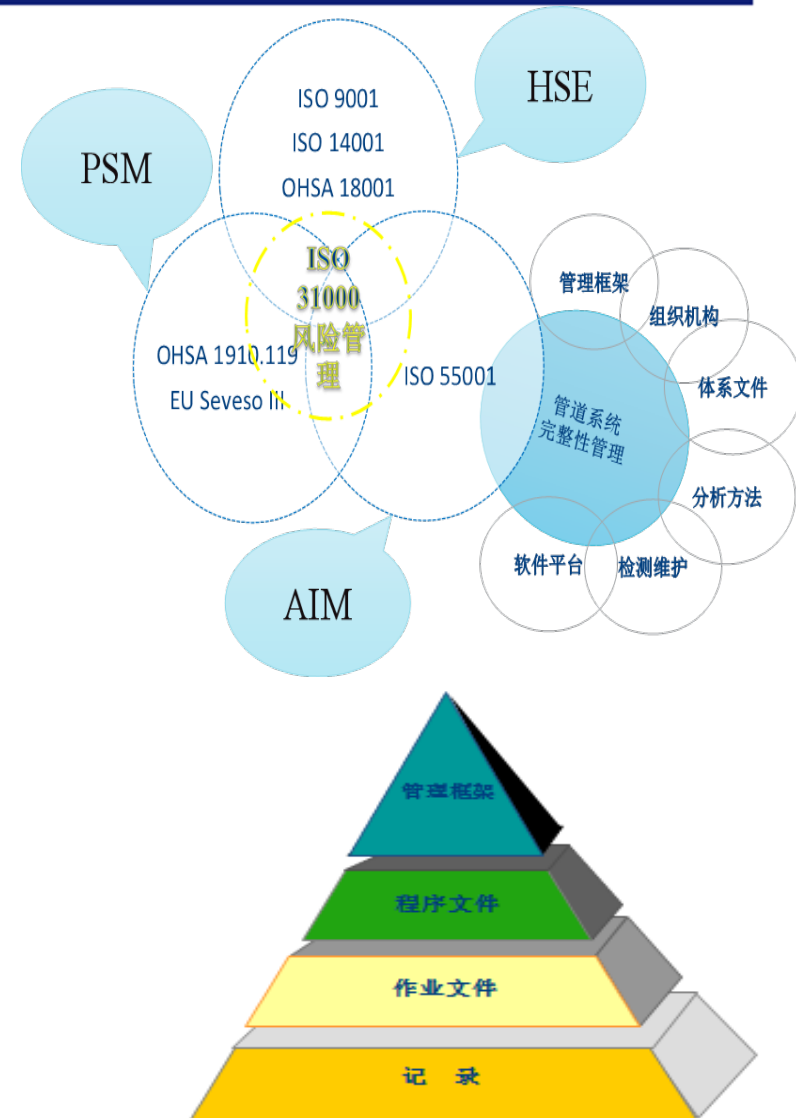 HSE
PSM
ISO 9001
ISO 14001
OHSA 18001
ISO
31000
风险管
理
OHSA 1910.119
EU Seveso III
ISO 55001
AIM
管理框架
组织机构
体系文件
分析方法
检测维护
软件平台
管道系统
完整性管理
管理框架
程序文件
作业文件
记 录